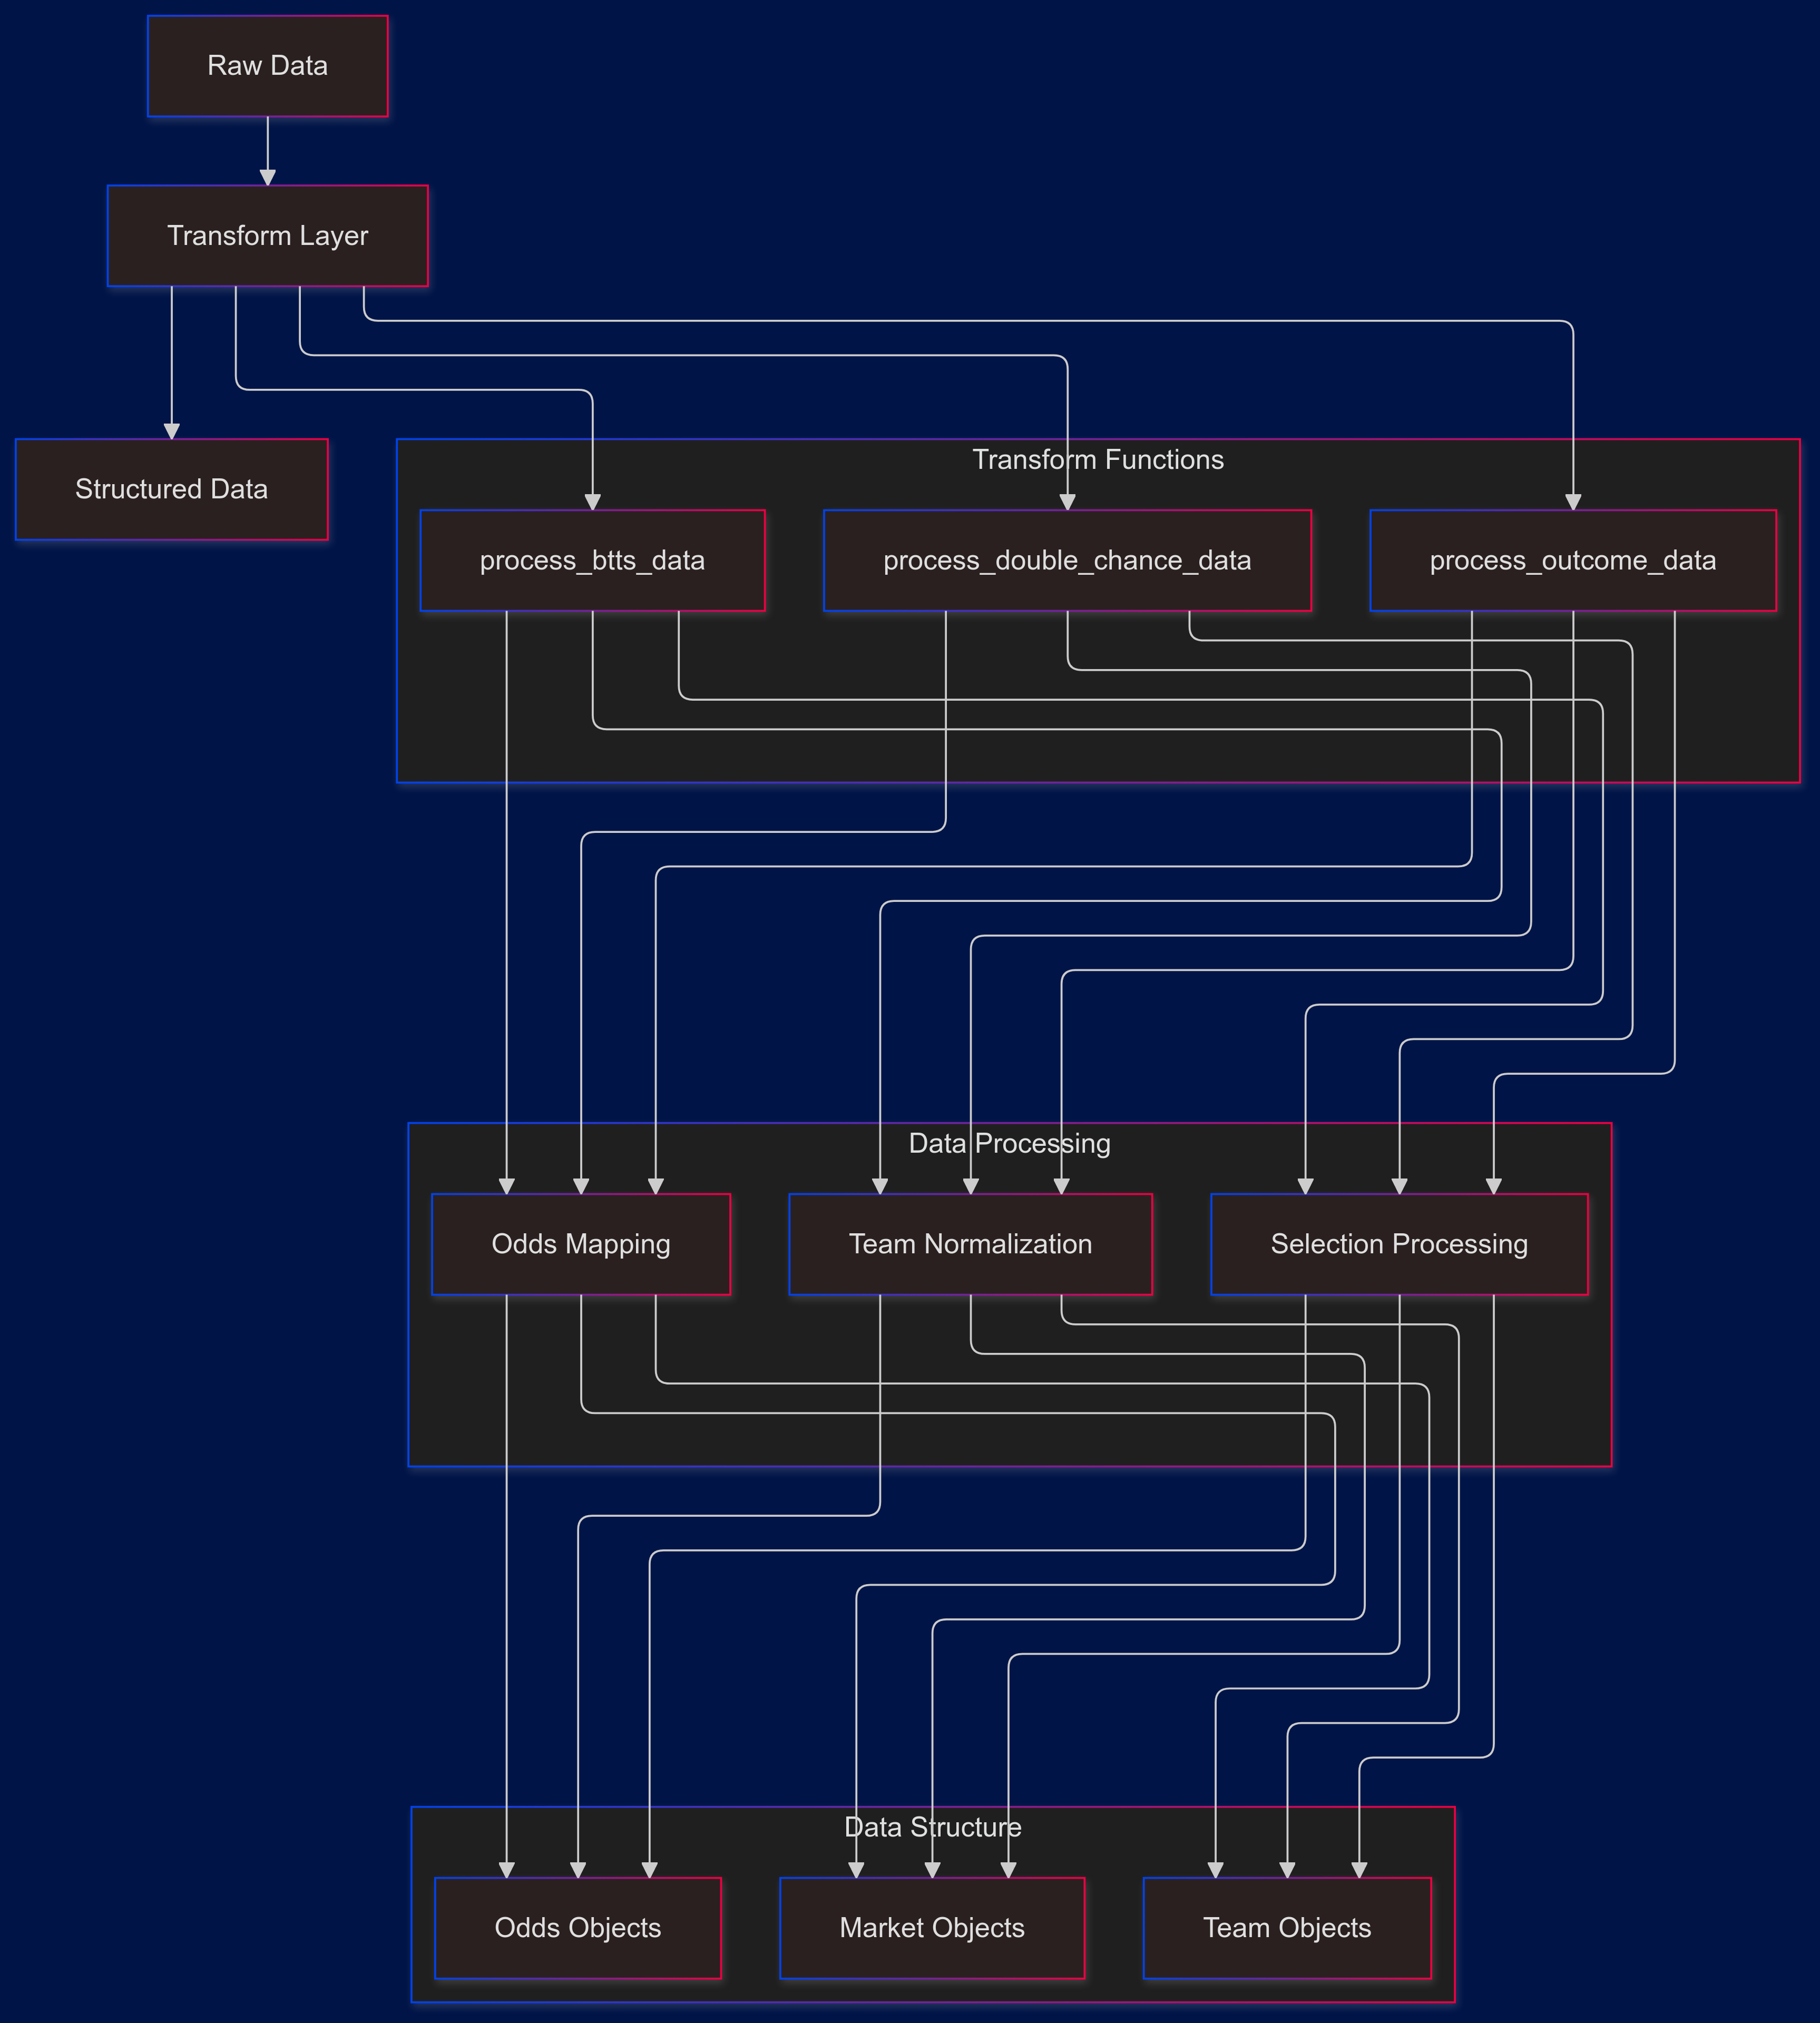 Raw Data
Transform Layer
Structured Data
Transform Functions
process_btts_data
process_double_chance_data
process_outcome_data
Data Processing
Odds Mapping
Team Normalization
Selection Processing
Data Structure
Odds Objects
Market Objects
Team Objects